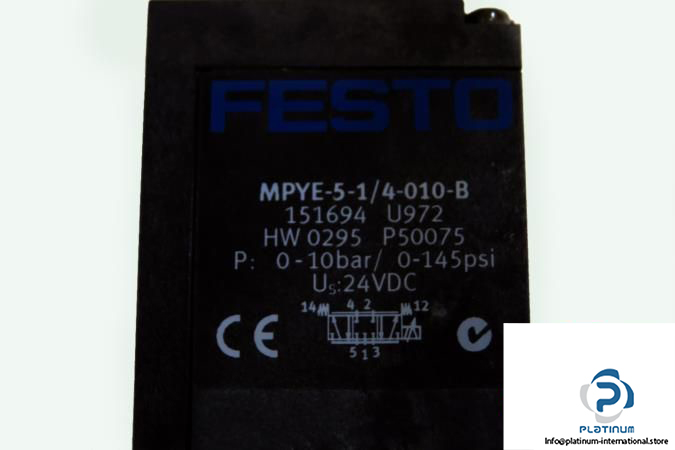 FESTO
MPYE-5-1/4-010-B
151694 U972
HW 0295 P50075
P: 0-10bar/ 0-145psi
Us:24VDC
14 4 2 12
5 1 3
CE
PLATINUM
Info@platinum-international.store